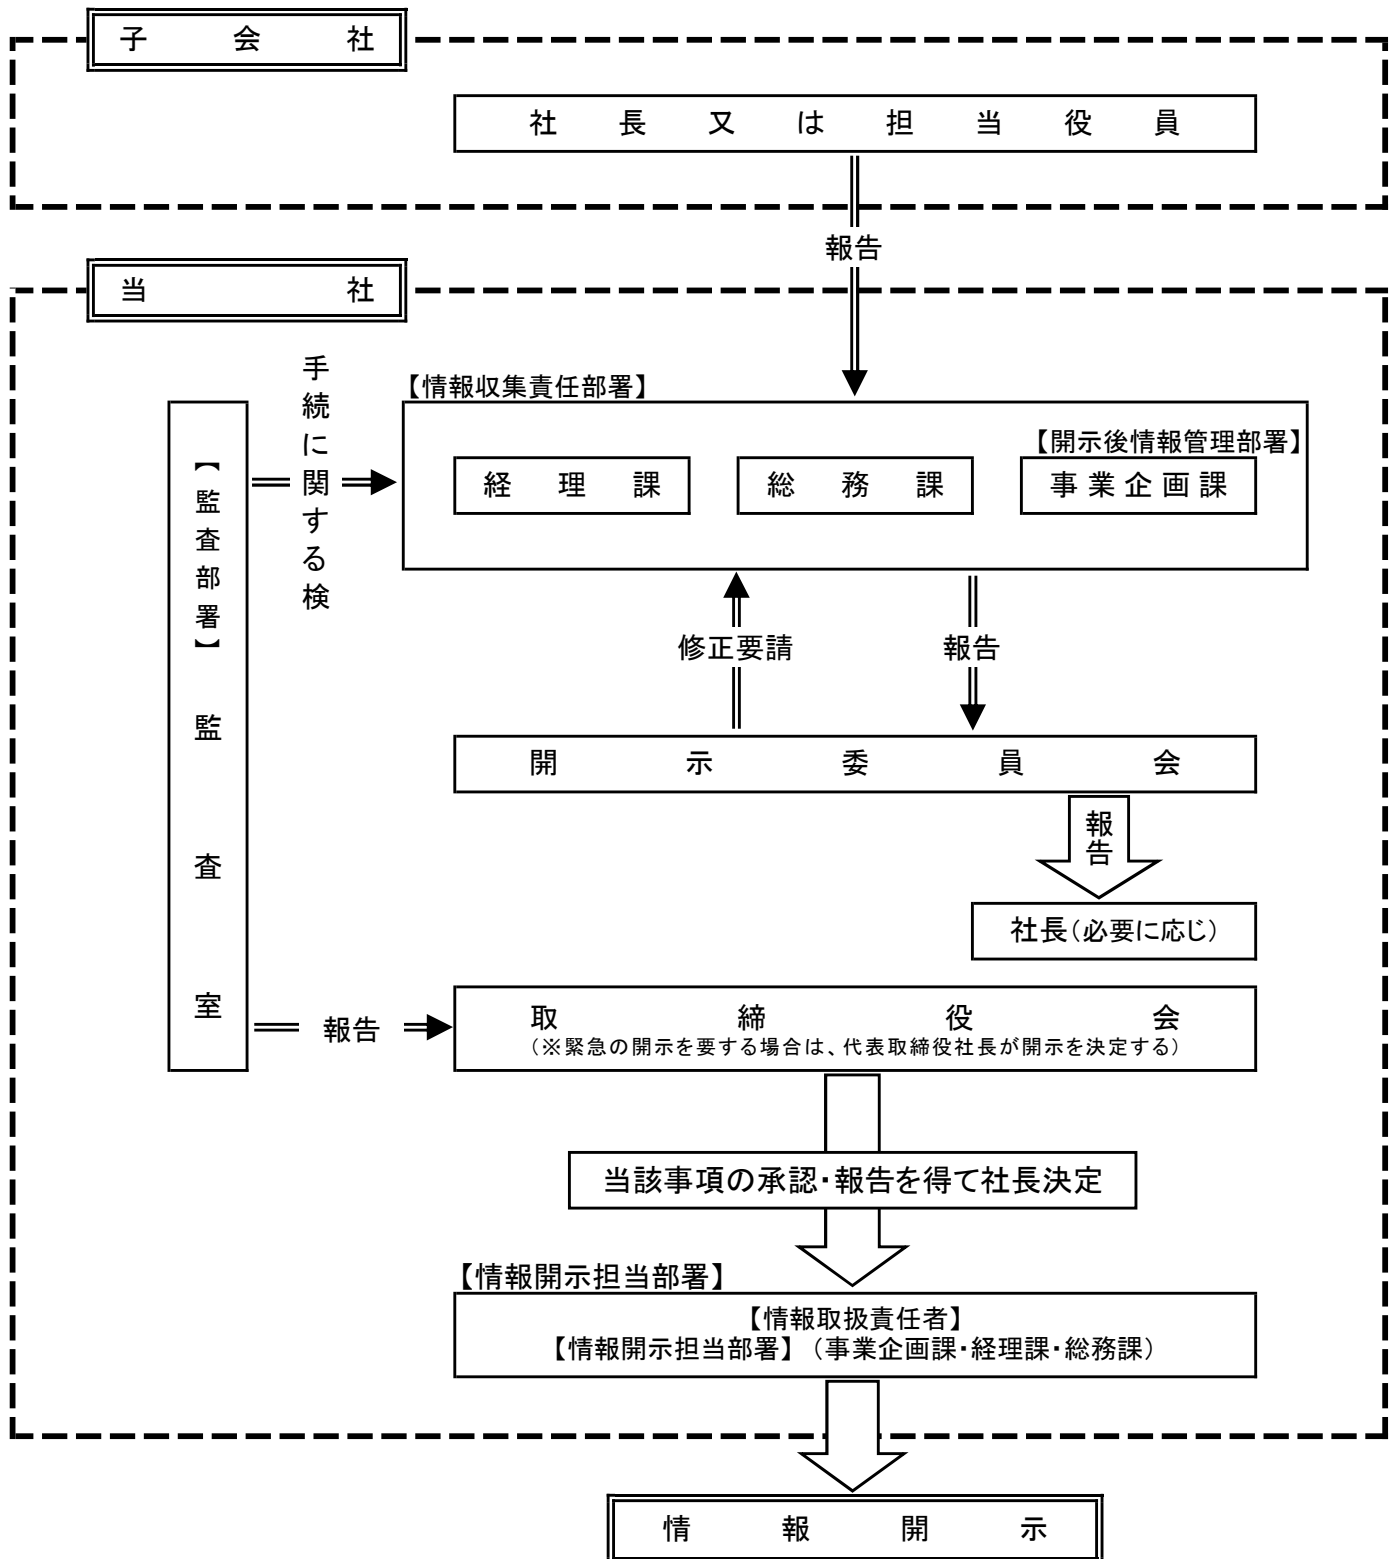 子会社
社長又は担当役員
報告
当社
手続に関する検
【情報収集責任部署】
【開示後情報管理部署】
経理課
総務課
事業企画課
【監査部署】監査室
修正要請
報告
開示委員会
報告
社長(必要に応じ)
報告
取締役会
(※緊急の開示を要する場合は、代表取締役社長が開示を決定する)
当該事項の承認・報告を得て社長決定
【情報開示担当部署】
【情報取扱責任者】
【情報開示担当部署】(事業企画課・経理課・総務課)
情報開示